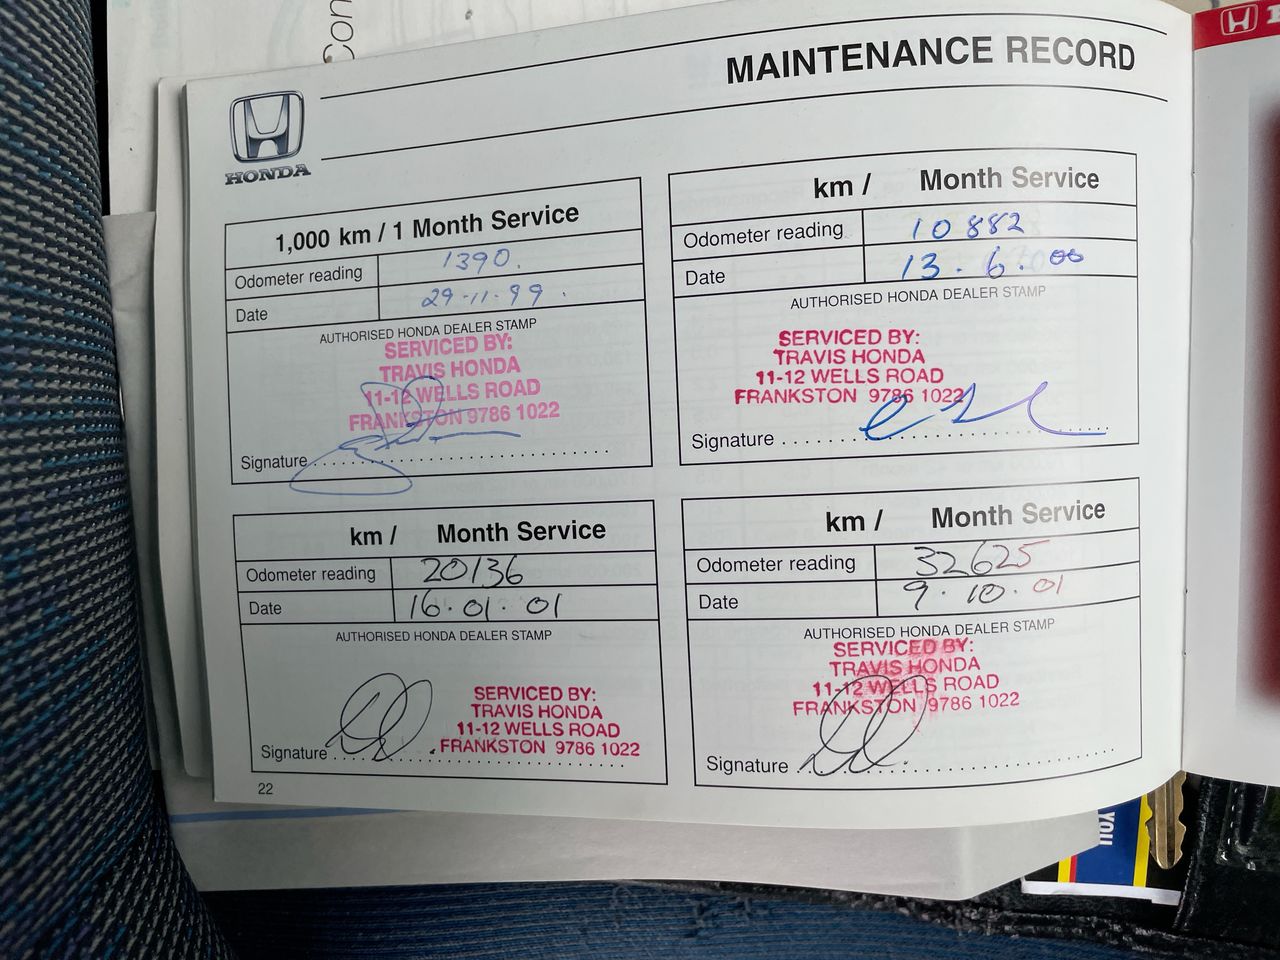 Con
MAINTENANCE RECORD
HONDA
1,000 km / 1 Month Service
Odometer reading 1390.
Date 29.11.99.
AUTHORISED HONDA DEALER STAMP
SERVICED BY:
TRAVIS HONDA
11-12 WELLS ROAD
FRANKSTON 9786 1022
Signature
km / Month Service
Odometer reading 10882
Date 13.6.00
AUTHORISED HONDA DEALER STAMP
SERVICED BY:
TRAVIS HONDA
11-12 WELLS ROAD
FRANKSTON 9786 1022
Signature
km / Month Service
Odometer reading 20136
Date 16.01.01
AUTHORISED HONDA DEALER STAMP
SERVICED BY:
TRAVIS HONDA
11-12 WELLS ROAD
FRANKSTON 9786 1022
Signature
km / Month Service
Odometer reading 32625
Date 9.10.01
AUTHORISED HONDA DEALER STAMP
SERVICED BY:
TRAVIS HONDA
11-12 WELLS ROAD
FRANKSTON 9786 1022
Signature
22
YOU